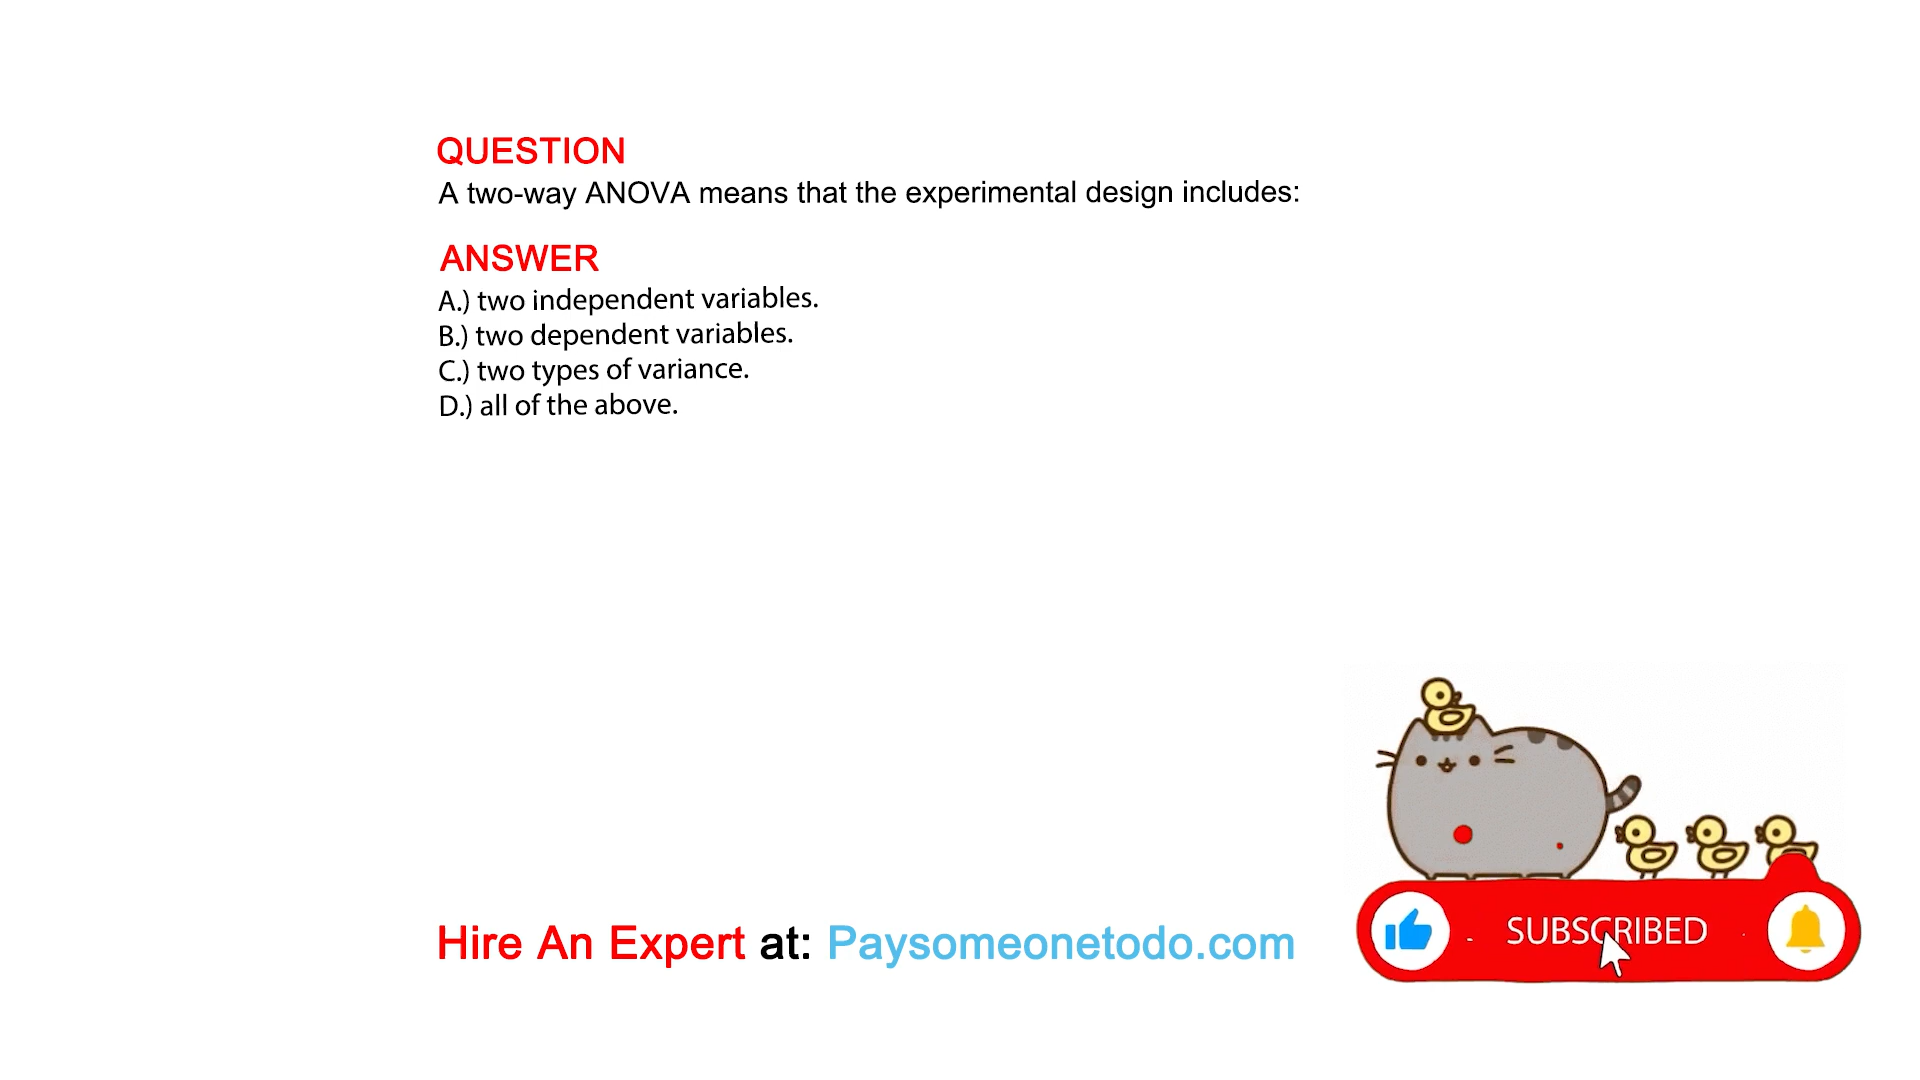 QUESTION
A two-way ANOVA means that the experimental design includes:
ANSWER
A.) two independent variables.
B.) two dependent variables.
C.) two types of variance.
D.) all of the above.
Hire An Expert at: Paysomeonetodo.com
SUBSCRIBED